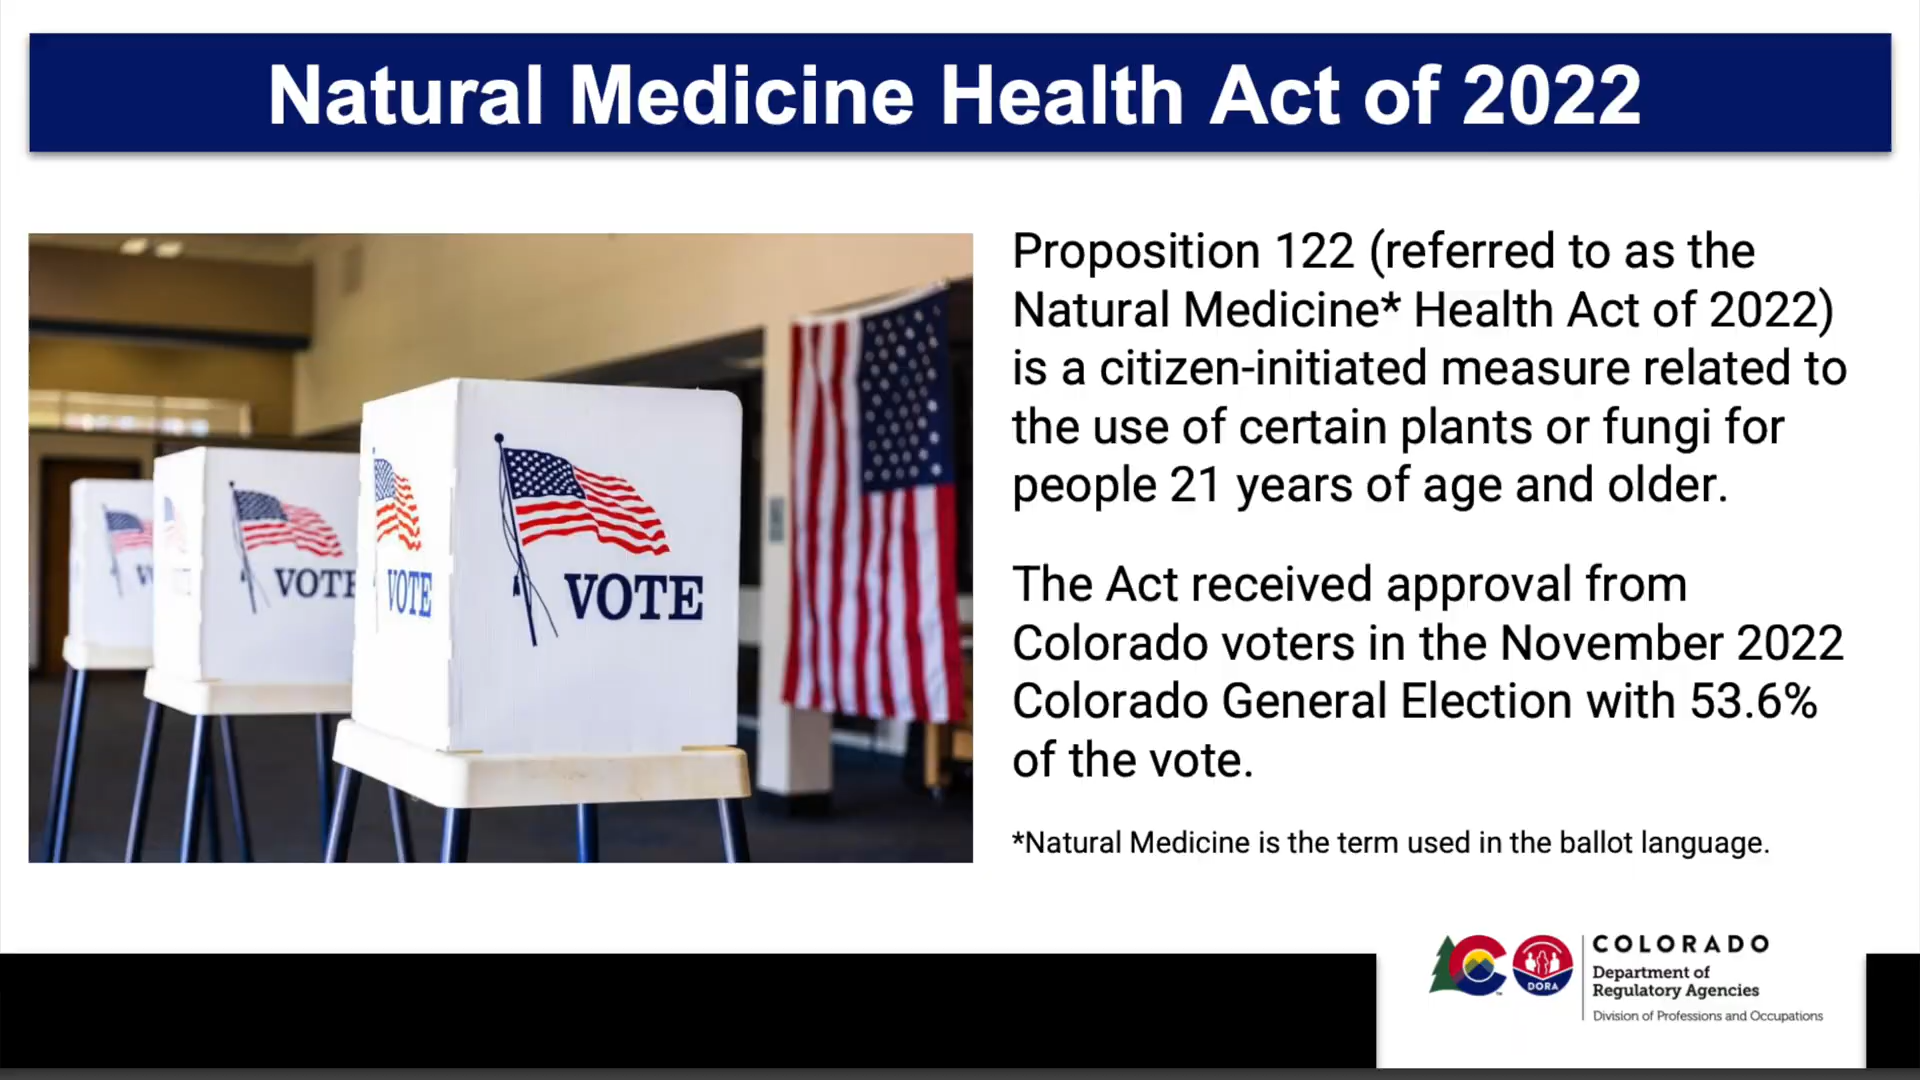 Natural Medicine Health Act of 2022
Proposition 122 (referred to as the
Natural Medicine* Health Act of 2022)
is a citizen-initiated measure related to
the use of certain plants or fungi for
people 21 years of age and older.
The Act received approval from
Colorado voters in the November 2022
Colorado General Election with 53.6%
of the vote.
*Natural Medicine is the term used in the ballot language.
VOTE
VOTE
VOTE
DORA
COLORADO
Department of
Regulatory Agencies
Division of Professions and Occupations